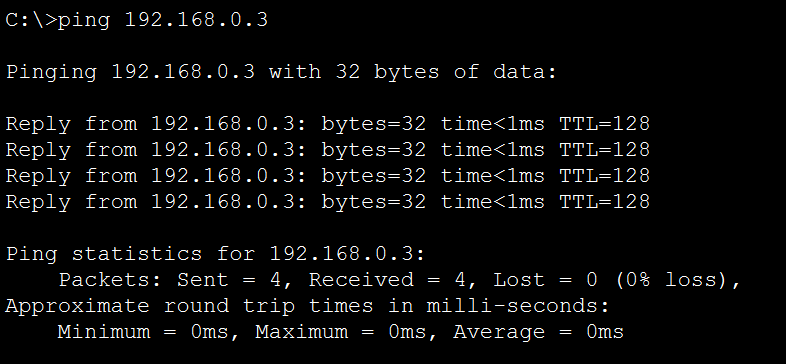 C:\>ping 192.168.0.3
Pinging 192.168.0.3 with 32 bytes of data:
Reply from 192.168.0.3: bytes=32 time<1ms TTL=128
Reply from 192.168.0.3: bytes=32 time<1ms TTL=128
Reply from 192.168.0.3: bytes=32 time<1ms TTL=128
Reply from 192.168.0.3: bytes=32 time<1ms TTL=128
Ping statistics for 192.168.0.3:
    Packets: Sent = 4, Received = 4, Lost = 0 (0% loss),
Approximate round trip times in milli-seconds:
    Minimum = 0ms, Maximum = 0ms, Average = 0ms